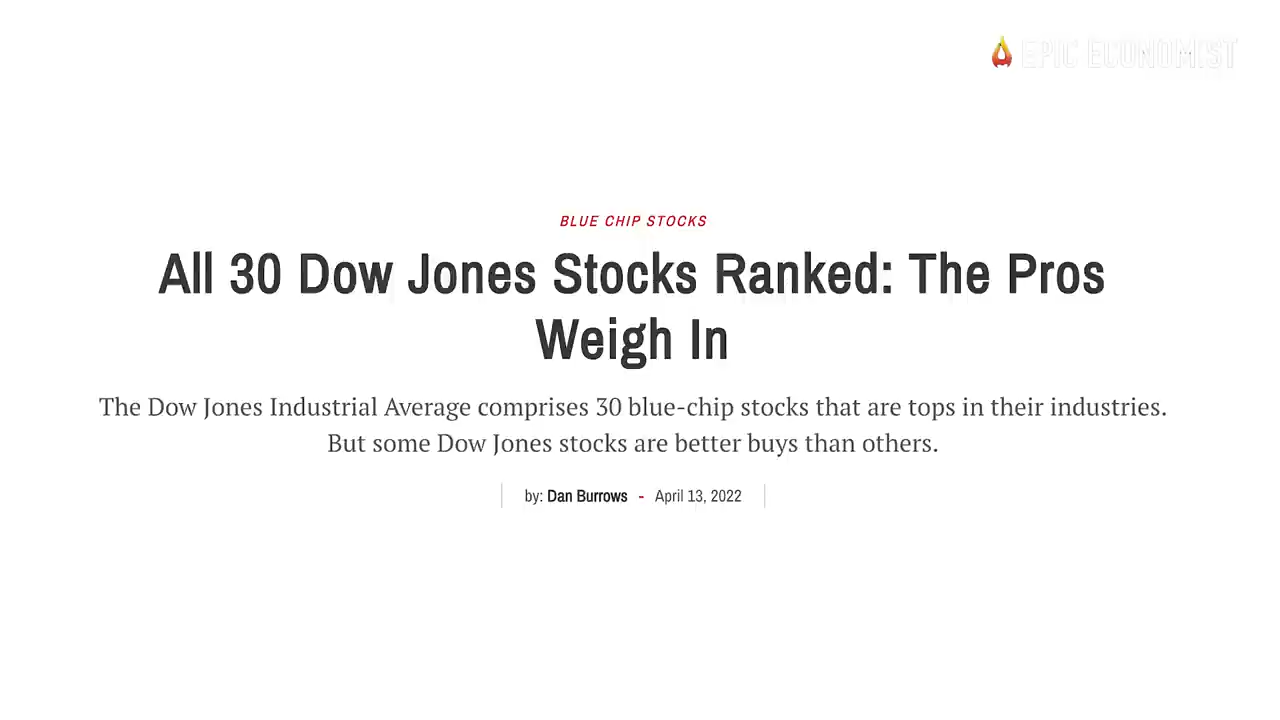 EPIC ECONOMIST
BLUE CHIP STOCKS
All 30 Dow Jones Stocks Ranked: The Pros
Weigh In
The Dow Jones Industrial Average comprises 30 blue-chip stocks that are tops in their industries.
But some Dow Jones stocks are better buys than others.
by: Dan Burrows - April 13, 2022